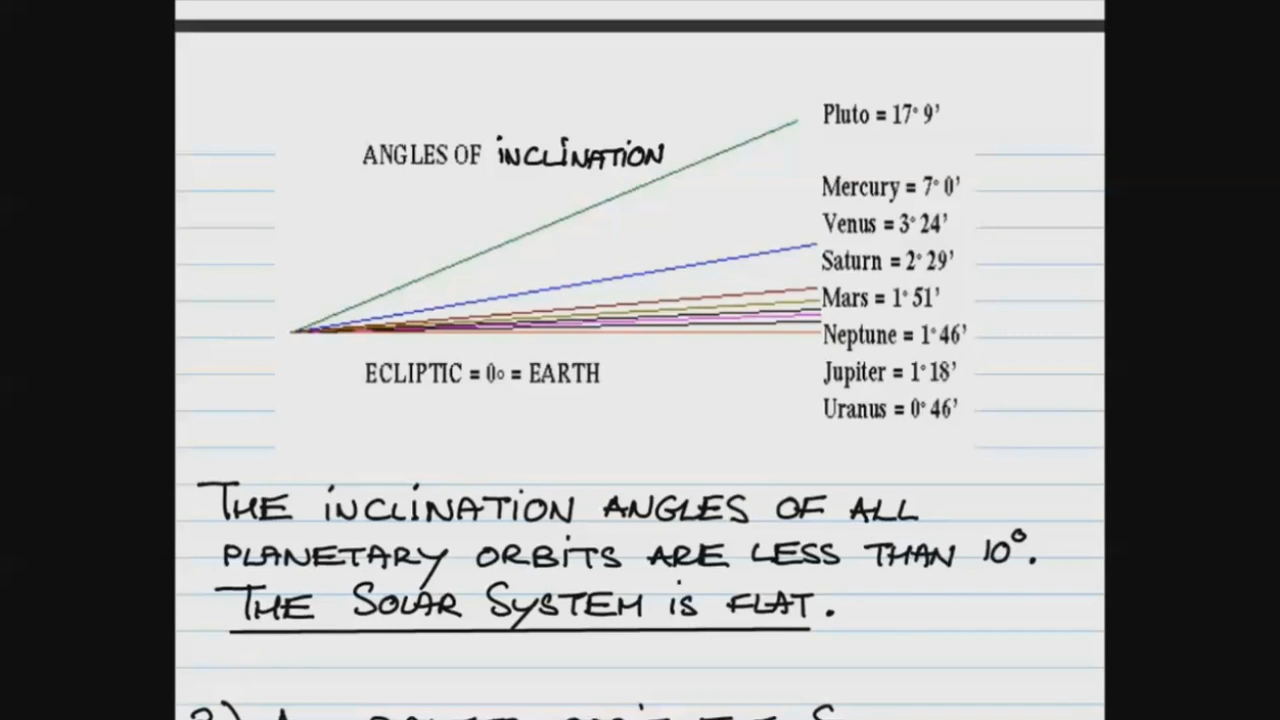 Pluto = 17° 9'
ANGLES OF INCLINATION
Mercury = 7° 0'
Venus = 3° 24'
Saturn = 2° 29'
Mars = 1° 51'
Neptune = 1° 46'
Jupiter = 1° 18'
ECLIPTIC = 0° = EARTH
Uranus = 0° 46'
THE INCLINATION ANGLES OF ALL
PLANETARY ORBITS ARE LESS THAN 10°.
THE SOLAR SYSTEM IS FLAT.